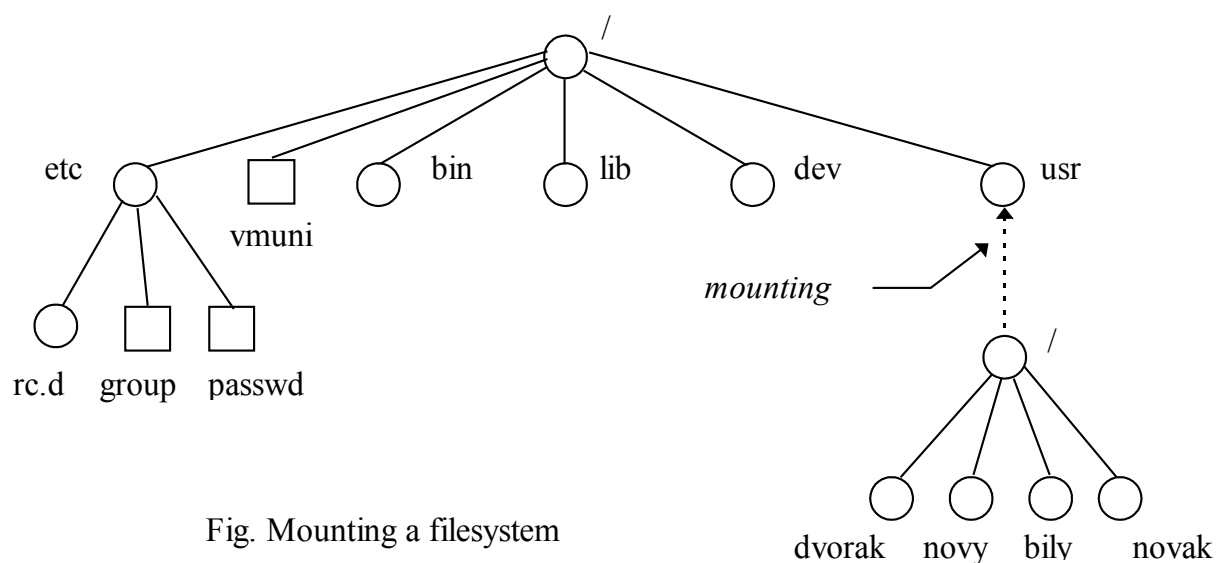 /
etc
bin
lib
dev
usr
vmuni
mounting
/
rc.d group passwd
Fig. Mounting a filesystem
dvorak novy bily novak